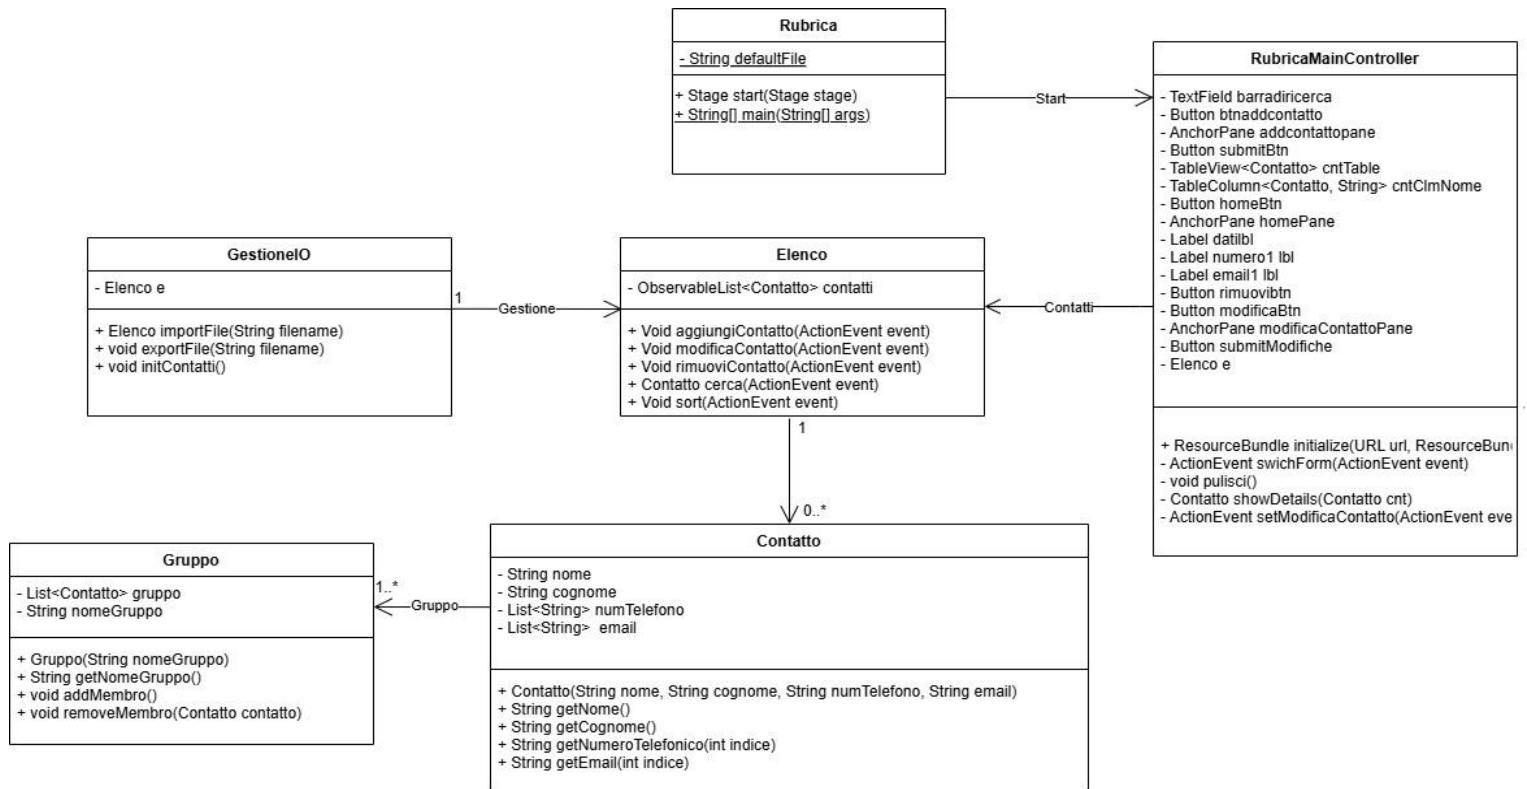 Rubrica
- String defaultFile
+ Stage start(Stage stage)
+ String[] main(String[] args)
Start
RubricaMainController
- TextField barradiricerca
- Button btnaddcontatto
- AnchorPane addcontattopane
- Button submitBtn
- TableView<Contatto> cntTable
- TableColumn<Contatto, String> cntClmNome
- Button homeBtn
- AnchorPane homePane
- Label datilbl
- Label numero1 lbl
- Label email1 lbl
- Button rimuovibtn
- Button modificaBtn
- AnchorPane modificaContattoPane
- Button submitModifiche
- Elenco e
+ ResourceBundle initialize(URL url, ResourceBun
- ActionEvent swichForm(ActionEvent event)
- void pulisci()
- Contatto showDetails(Contatto cnt)
- ActionEvent setModificaContatto(ActionEvent eve
GestioneIO
- Elenco e
+ Elenco importFile(String filename)
+ void exportFile(String filename)
+ void initContatti()
1
Gestione
Elenco
- ObservableList<Contatto> contatti
+ Void aggiungiContatto(ActionEvent event)
+ Void modificaContatto(ActionEvent event)
+ Void rimuoviContatto(ActionEvent event)
+ Contatto cerca(ActionEvent event)
+ Void sort(ActionEvent event)
Contatti
1
0..*
Gruppo
- List<Contatto> gruppo
- String nomeGruppo
+ Gruppo(String nomeGruppo)
+ String getNomeGruppo()
+ void addMembro()
+ void removeMembro(Contatto contatto)
1..*
Gruppo
Contatto
- String nome
- String cognome
- List<String> numTelefono
- List<String>  email
+ Contatto(String nome, String cognome, String numTelefono, String email)
+ String getNome()
+ String getCognome()
+ String getNumeroTelefonico(int indice)
+ String getEmail(int indice)